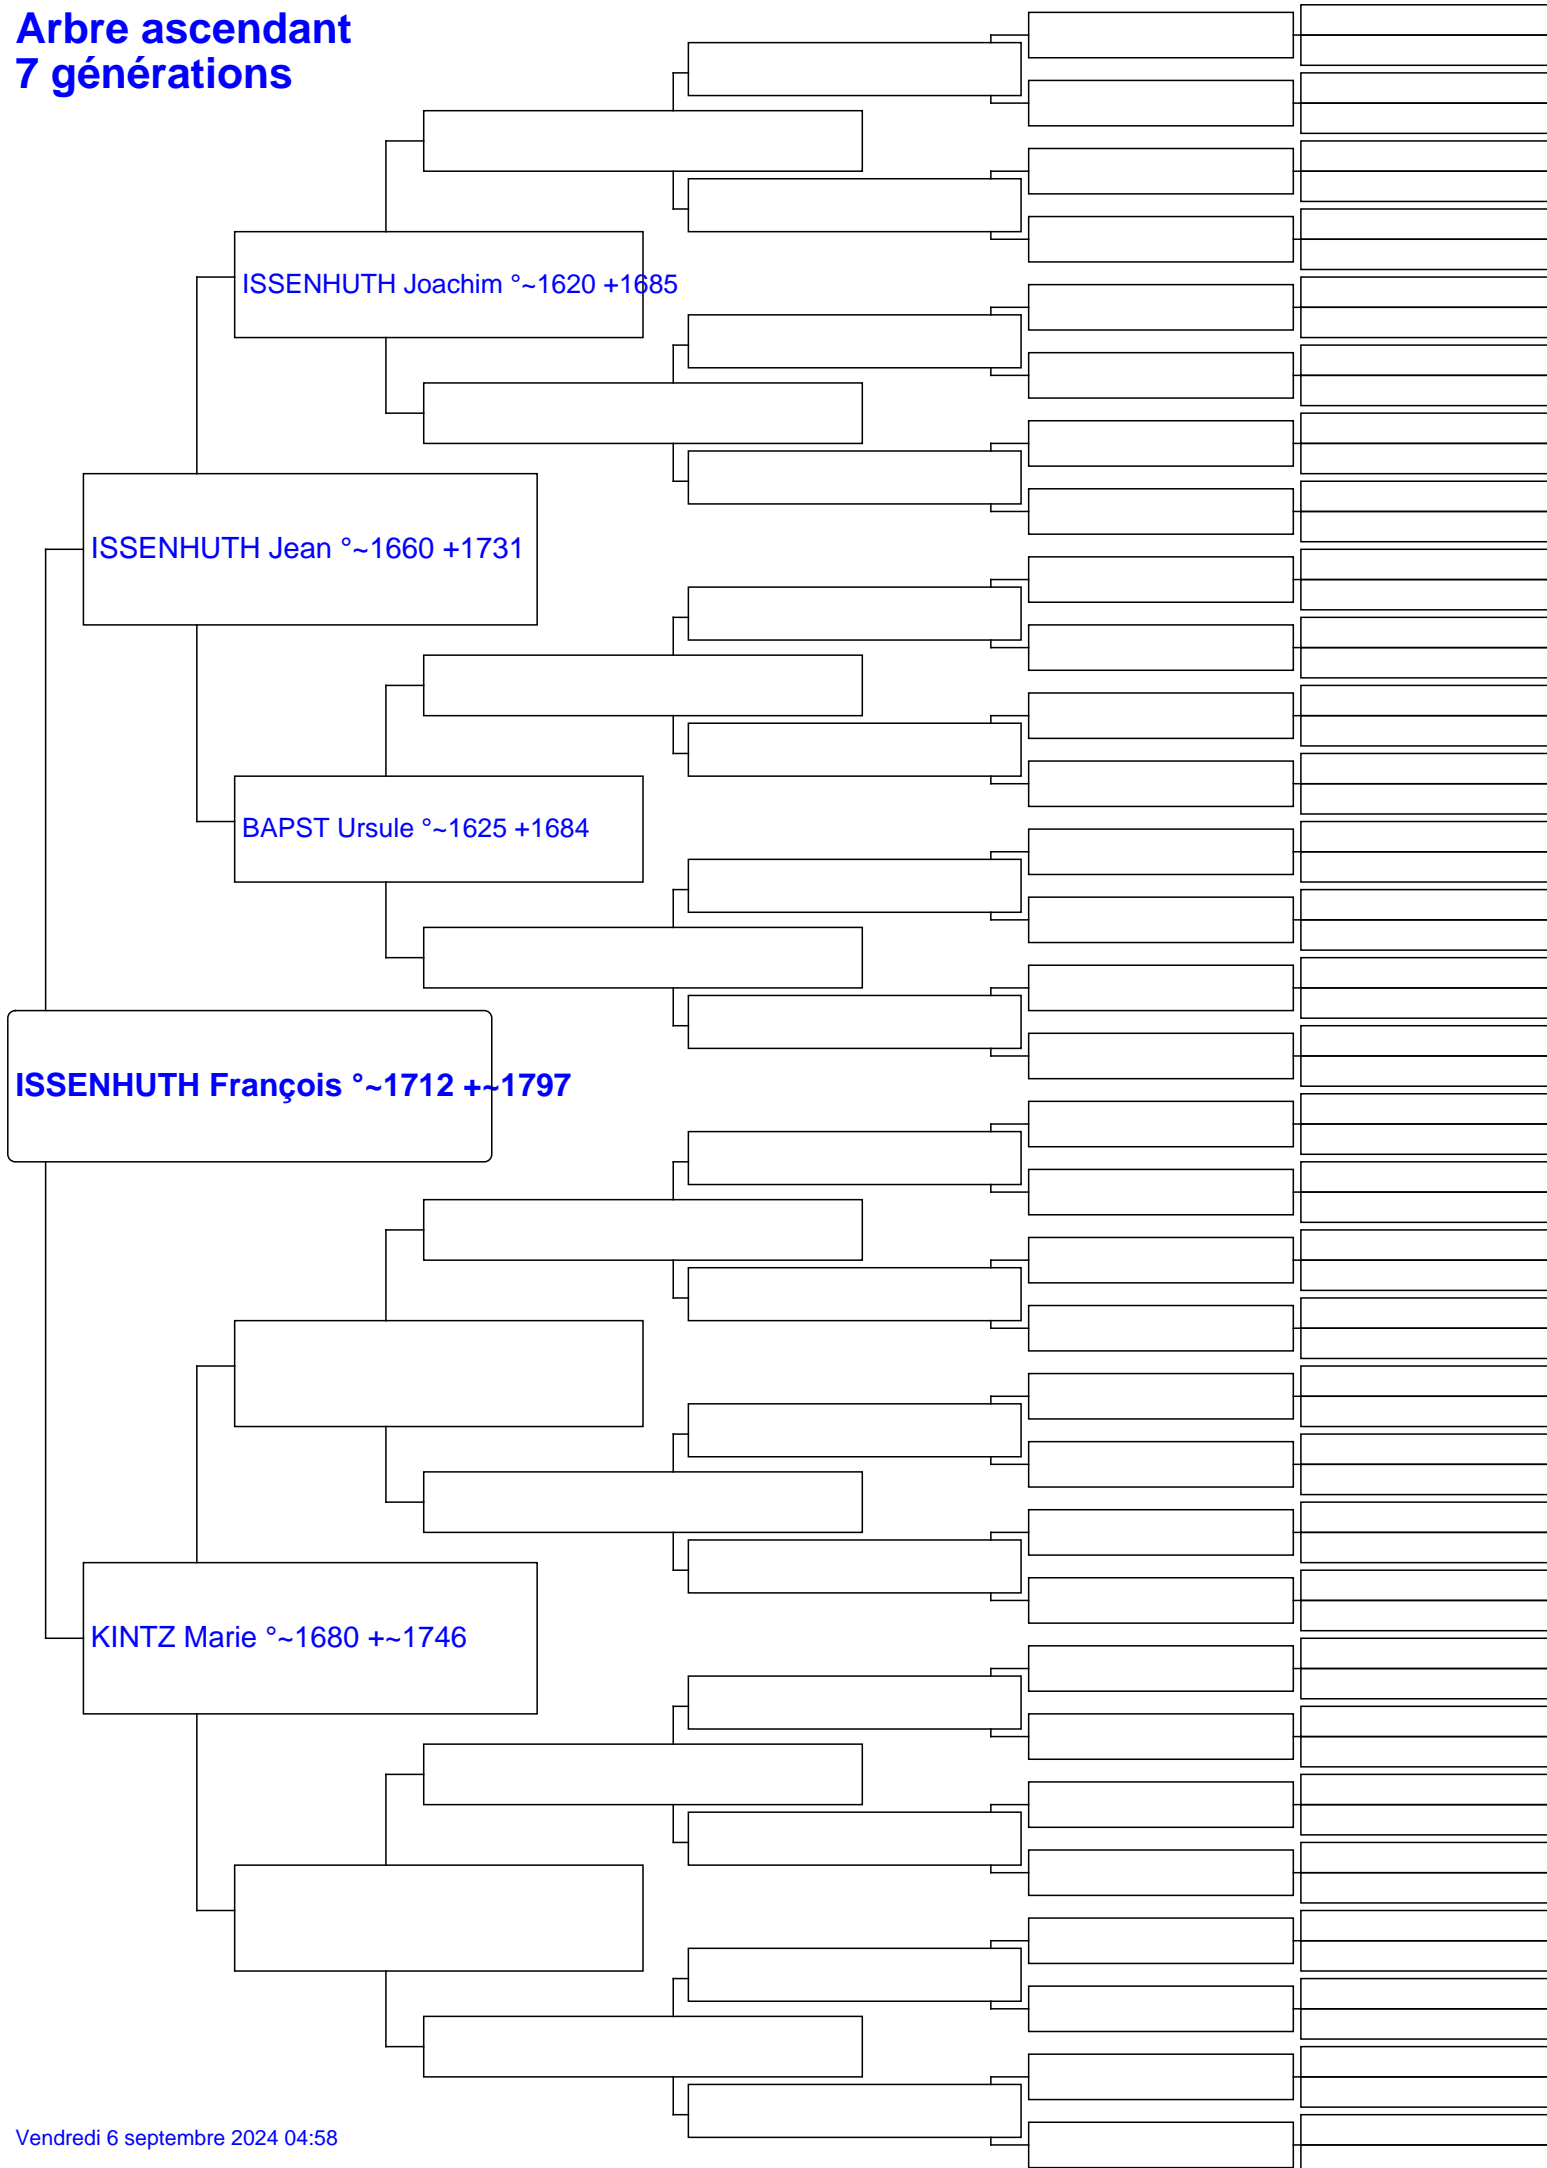 Arbre ascendant
7 générations
ISSENHUTH Joachim °~1620 +1685
ISSENHUTH Jean °~1660 +1731
BAPST Ursule °~1625 +1684
ISSENHUTH François °~1712 +~1797
KINTZ Marie °~1680 +~1746
Vendredi 6 septembre 2024 04:58